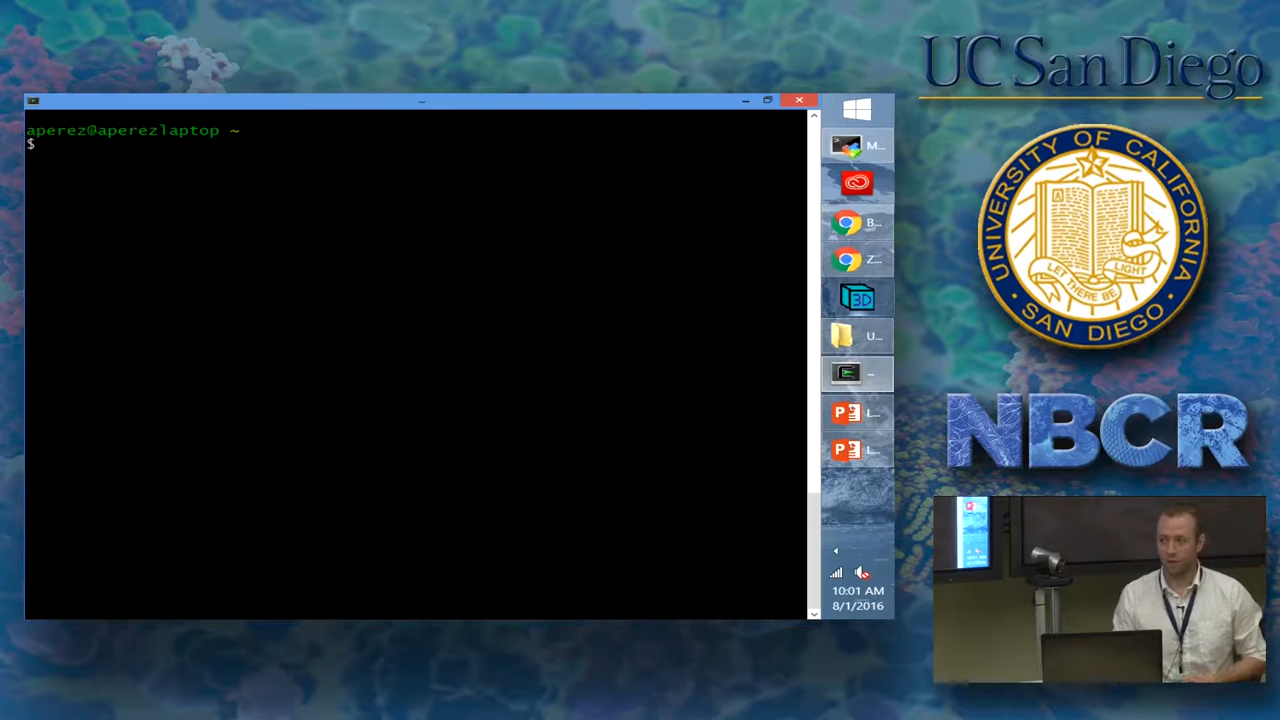 UC San Diego
~
aperez@aperezlaptop ~
$
M...
B...
Z...
3D
U...
~
P L...
P L...
10:01 AM
8/1/2016
UNIVERSITY OF CALIFORNIA
SAN DIEGO
A
LET THERE BE LIGHT
NBCR